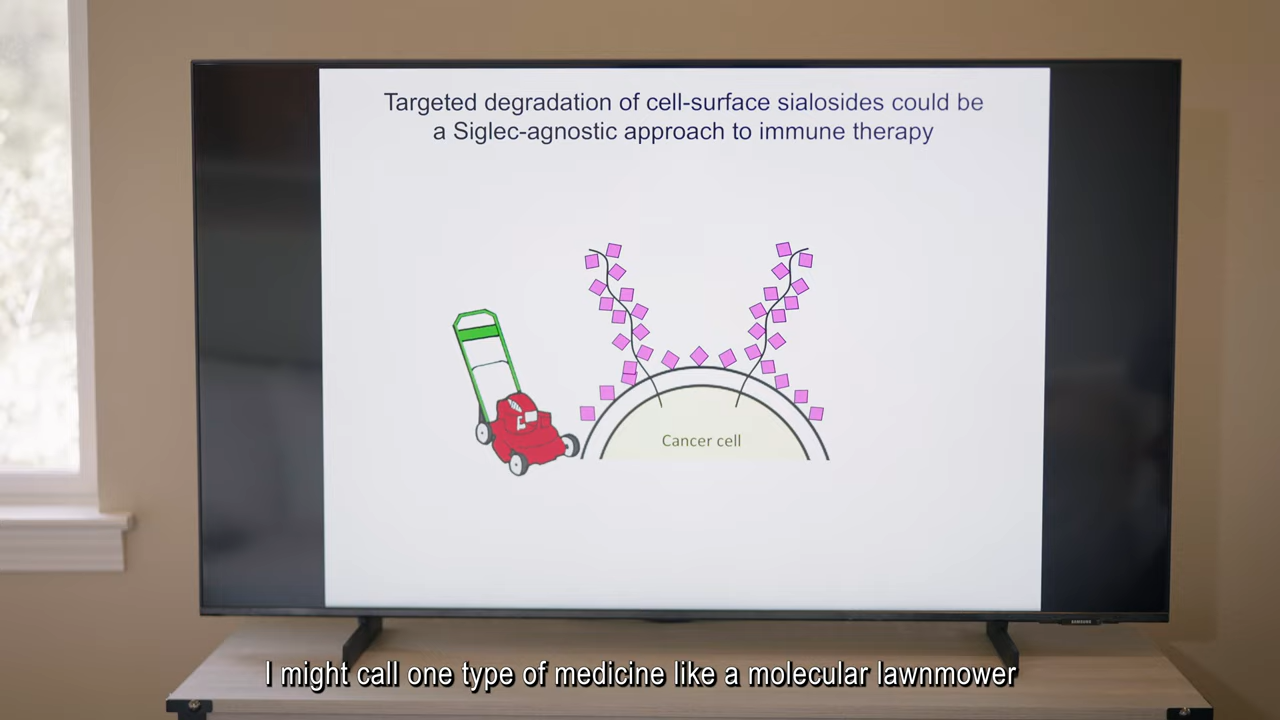 Targeted degradation of cell-surface sialosides could be
a Siglec-agnostic approach to immune therapy
Cancer cell
SAMSUNG
I might call one type of medicine like a molecular lawnmower